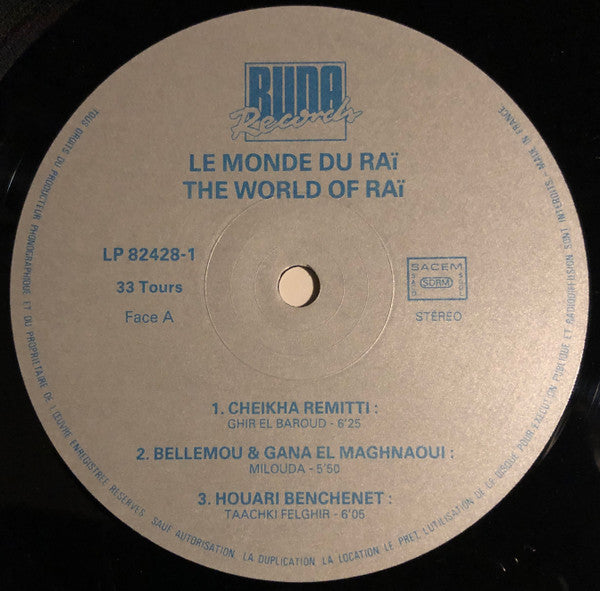 BUDA
Records
LE MONDE DU RAï
THE WORLD OF RAï
LP 82428-1
33 Tours
Face A
SACEM
SDRM
STÉREO
1. CHEIKHA REMITTI :
GHIR EL BAROUD - 6'25
2. BELLEMOU & GANA EL MAGHNAOUI :
MILOUDA - 5'50
3. HOUARI BENCHENET :
TAACHKI FELGHIR - 6'05
TOUS DROITS DU PRODUCTEUR PHONOGRAPHIQUE ET DU PROPRIETAIRE DE L'ŒUVRE ENREGISTREE RESERVES. SAUF AUTORISATION, LA DUPLICATION, LA LOCATION, LE PRET, L'UTILISATION DE CE DISQUE POUR EXECUTION PUBLIQUE ET RADIODIFFUSION SONT INTERDITS. MADE IN FRANCE